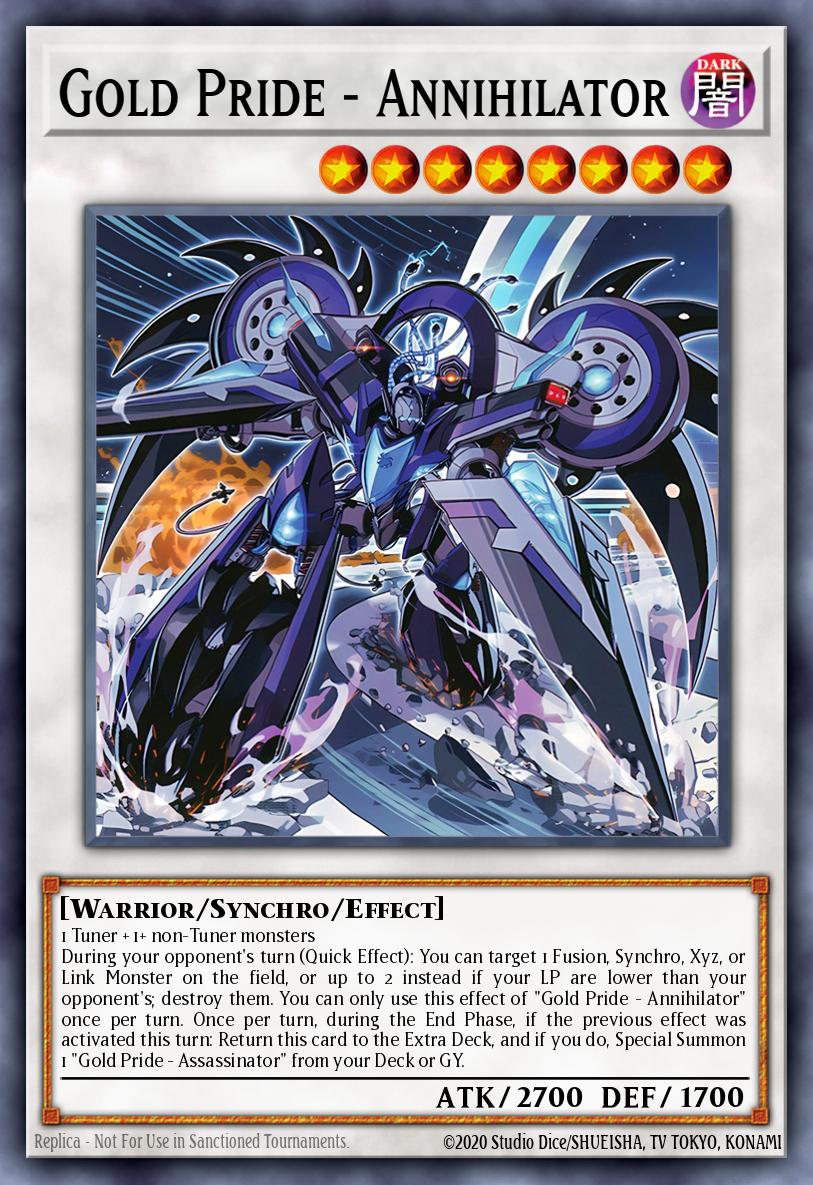 Gold Pride - Annihilator
DARK
闇
[Warrior/Synchro/Effect]
1 Tuner + 1+ non-Tuner monsters
During your opponent's turn (Quick Effect): You can target 1 Fusion, Synchro, Xyz, or
Link Monster on the field, or up to 2 instead if your LP are lower than your
opponent's; destroy them. You can only use this effect of "Gold Pride - Annihilator"
once per turn. Once per turn, during the End Phase, if the previous effect was
activated this turn: Return this card to the Extra Deck, and if you do, Special Summon
1 "Gold Pride - Assassinator" from your Deck or GY.
ATK/ 2700 DEF/ 1700
Replica - Not For Use in Sanctioned Tournaments.
©2020 Studio Dice/SHUEISHA, TV TOKYO, KONAMI